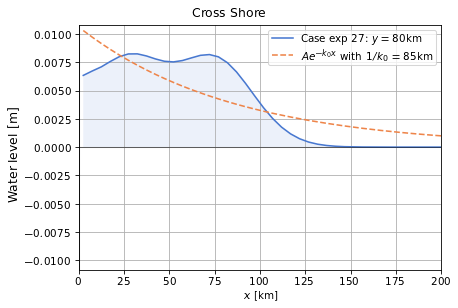 Cross Shore
Case exp 27: y = 80km
Ae^{-k_0 x} with 1/k_0 = 85km
Water level [m]
0.0100
0.0075
0.0050
0.0025
0.0000
−0.0025
−0.0050
−0.0075
−0.0100
0 25 50 75 100 125 150 175 200
x [km]